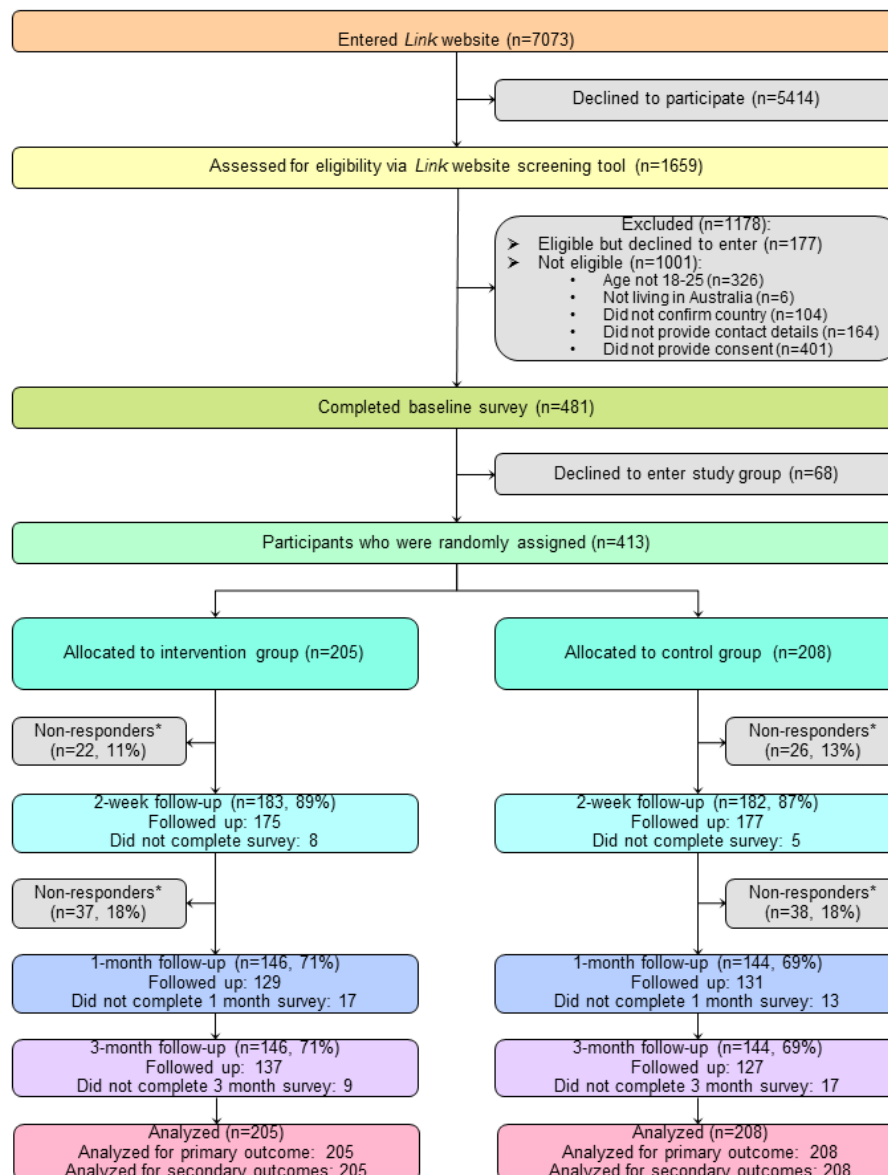 Entered Link website (n=7073)
Declined to participate (n=5414)
Assessed for eligibility via Link website screening tool (n=1659)
Excluded (n=1178):
➢ Eligible but declined to enter (n=177)
➢ Not eligible (n=1001):
• Age not 18-25 (n=326)
• Not living in Australia (n=6)
• Did not confirm country (n=104)
• Did not provide contact details (n=164)
• Did not provide consent (n=401)
Completed baseline survey (n=481)
Declined to enter study group (n=68)
Participants who were randomly assigned (n=413)
Allocated to intervention group (n=205)
Allocated to control group (n=208)
Non-responders*
(n=22, 11%)
Non-responders*
(n=26, 13%)
2-week follow-up (n=183, 89%)
Followed up: 175
Did not complete survey: 8
2-week follow-up (n=182, 87%)
Followed up: 177
Did not complete survey: 5
Non-responders*
(n=37, 18%)
Non-responders*
(n=38, 18%)
1-month follow-up (n=146, 71%)
Followed up: 129
Did not complete 1 month survey: 17
1-month follow-up (n=144, 69%)
Followed up: 131
Did not complete 1 month survey: 13
3-month follow-up (n=146, 71%)
Followed up: 137
Did not complete 3 month survey: 9
3-month follow-up (n=144, 69%)
Followed up: 127
Did not complete 3 month survey: 17
Analyzed (n=205)
Analyzed for primary outcome: 205
Analyzed for secondary outcomes: 205
Analyzed (n=208)
Analyzed for primary outcome: 208
Analyzed for secondary outcomes: 208